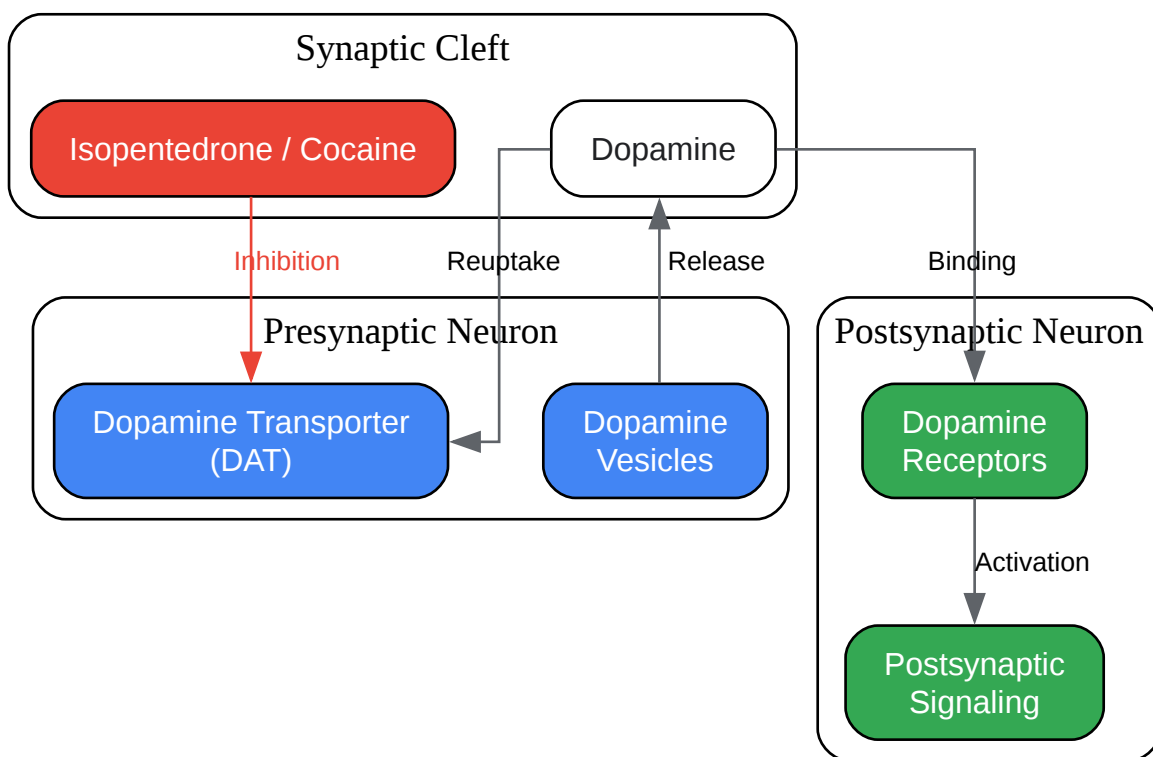 Synaptic Cleft
Isopentedrone / Cocaine
Dopamine
Inhibition
Reuptake
Release
Binding
Presynaptic Neuron
Postsynaptic Neuron
Dopamine Transporter
(DAT)
Dopamine
Vesicles
Dopamine
Receptors
Activation
Postsynaptic
Signaling